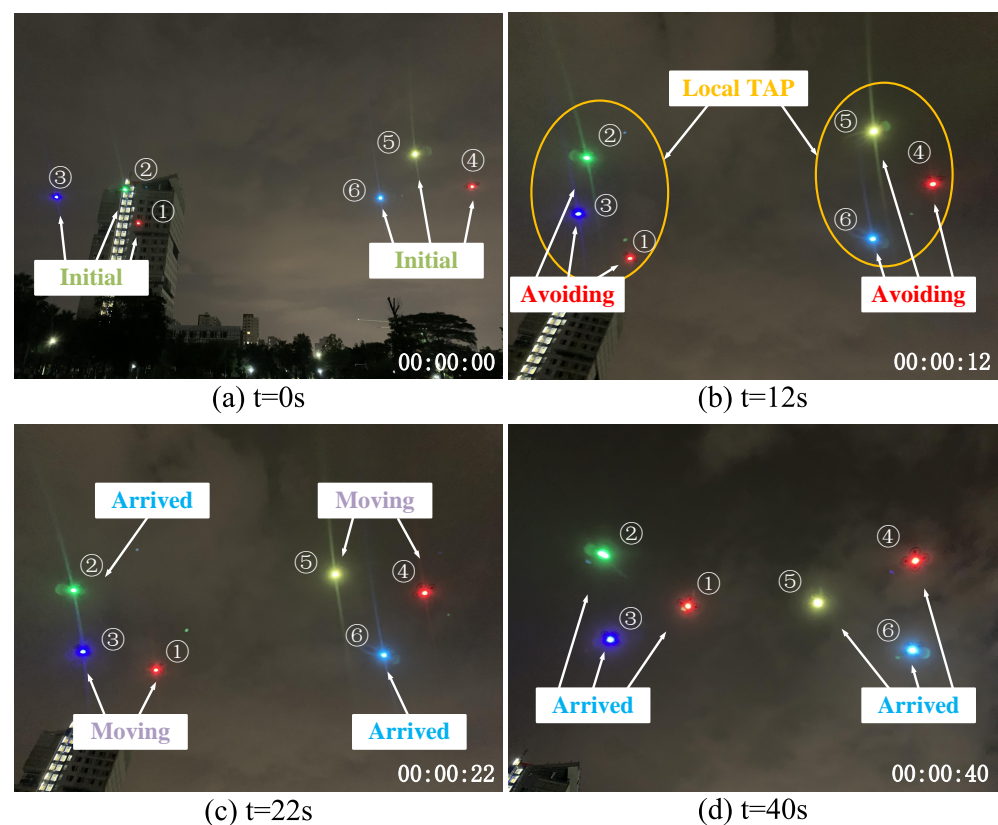 ③
②
①
Initial
⑤
④
⑥
Initial
00:00:00
(a) t=0s
Local TAP
②
③
①
Avoiding
⑤
④
⑥
Avoiding
00:00:12
(b) t=12s
Arrived
②
③
①
Moving
Moving
⑤
④
⑥
Arrived
00:00:22
(c) t=22s
②
①
③
Arrived
④
⑤
⑥
Arrived
00:00:40
(d) t=40s